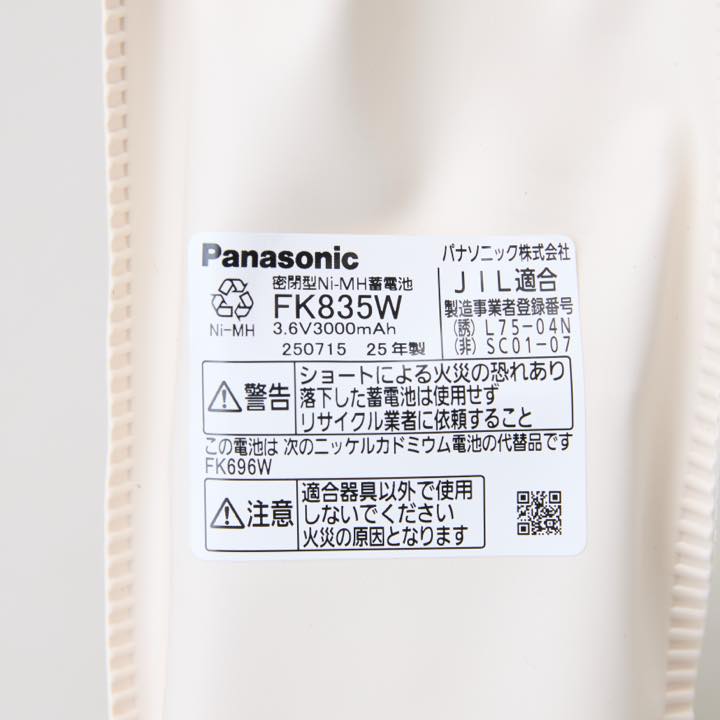 Panasonic
パナソニック株式会社
Ni-MH
密閉型Ni-MH蓄電池
FK835W
3.6V3000mAh
250715 25年製
JIL適合
製造事業者登録番号
(誘) L75-04N
(非) SC01-07
警告
ショートによる火災の恐れあり
落下した蓄電池は使用せず
リサイクル業者に依頼すること
この電池は 次のニッケルカドミウム電池の代替品です
FK696W
注意
適合器具以外で使用
しないでください
火災の原因となります